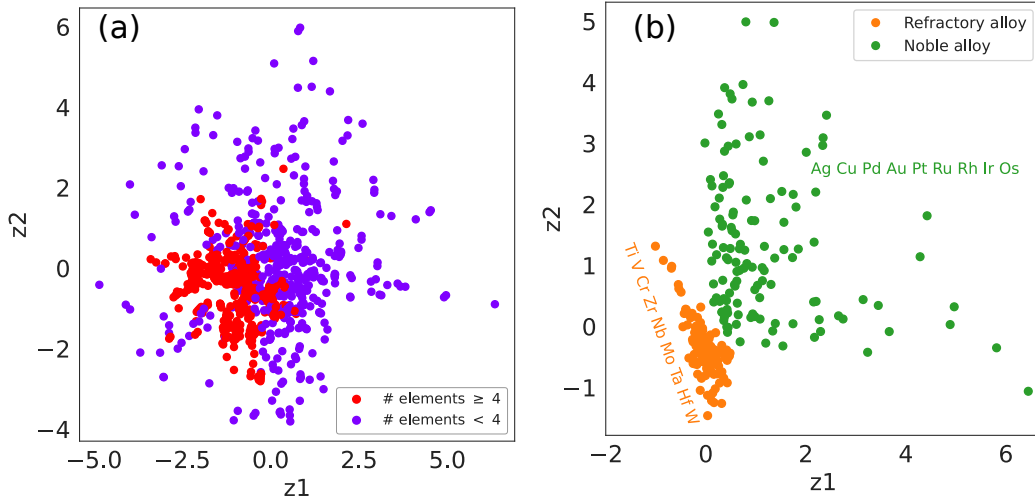 (a)
6
4
2
0
−2
−4
z2
−5.0 −2.5 0.0 2.5 5.0
z1
# elements ≥ 4
# elements < 4
(b)
5
4
3
2
1
0
−1
z2
−2 0 2 4 6
z1
Refractory alloy
Noble alloy
Ag Cu Pd Au Pt Ru Rh Ir Os
Ti V Cr Zr Nb Mo Ta Hf W